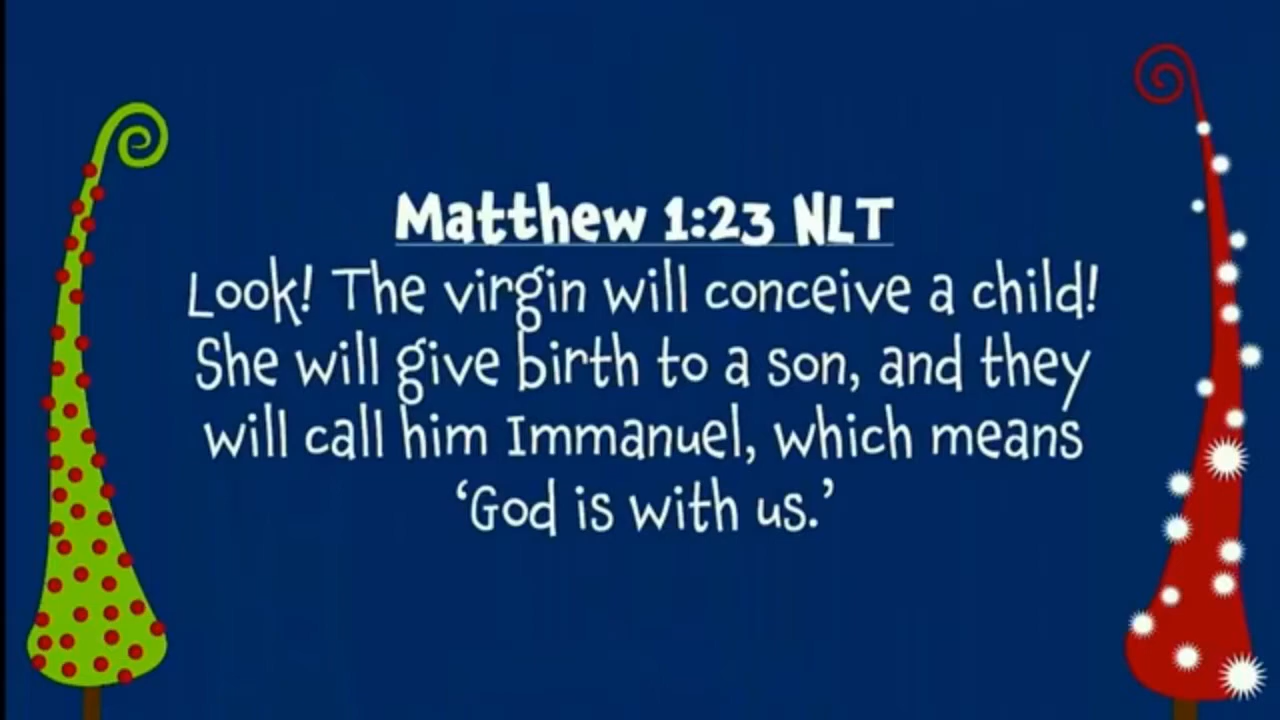 Matthew 1:23 NLT
Look! The virgin will conceive a child!
She will give birth to a son, and they
will call him Immanuel, which means
‘God is with us.’